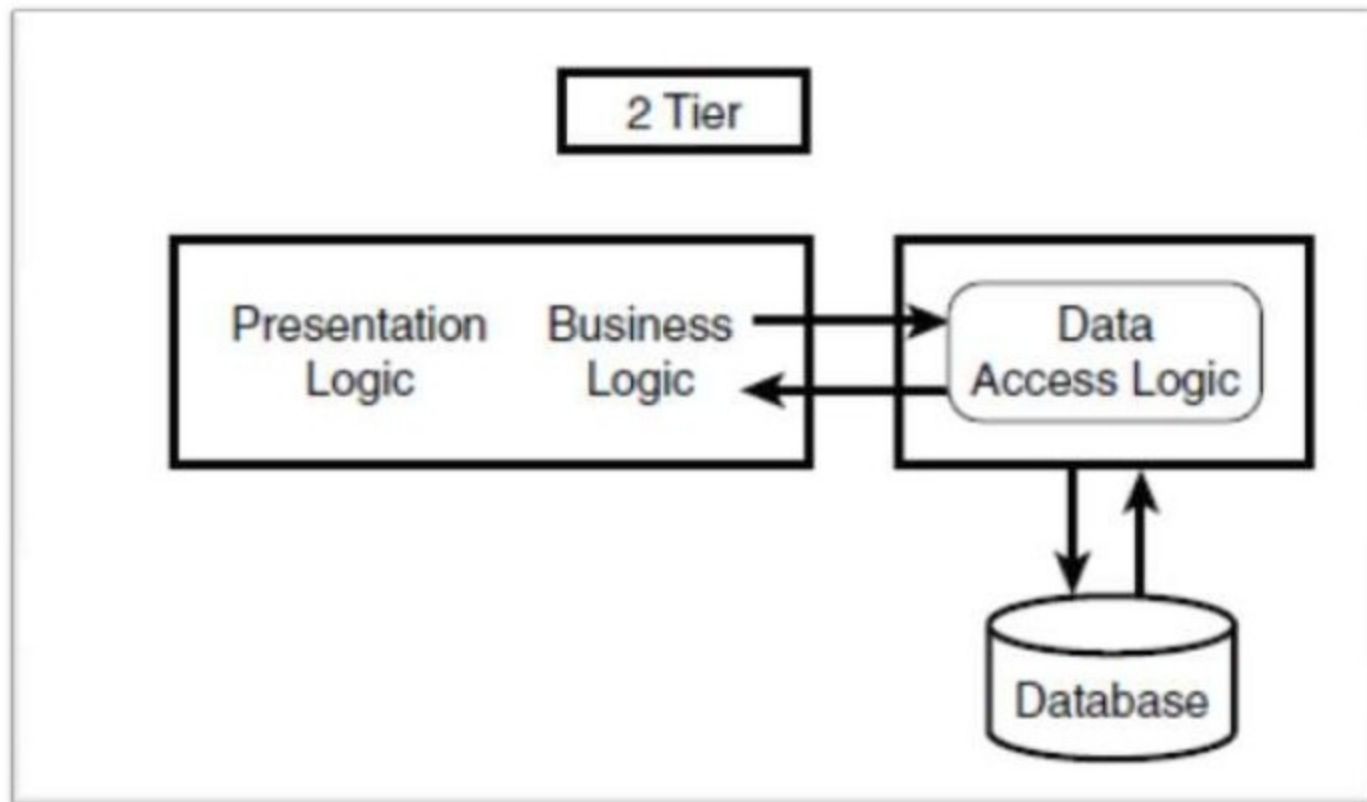 2 Tier
Presentation
Logic
Business
Logic
Data
Access Logic
Database